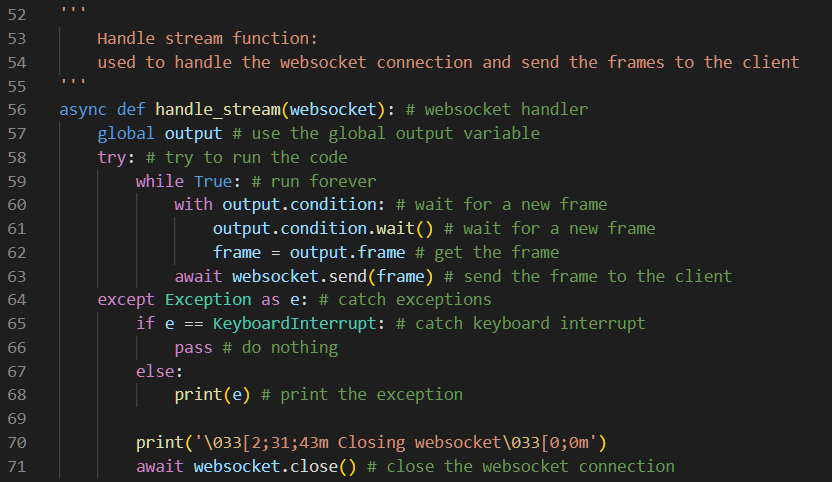 52 '''
53     Handle stream function:
54     used to handle the websocket connection and send the frames to the client
55 '''
56 async def handle_stream(websocket): # websocket handler
57     global output # use the global output variable
58     try: # try to run the code
59         while True: # run forever
60             with output.condition: # wait for a new frame
61                 output.condition.wait() # wait for a new frame
62                 frame = output.frame # get the frame
63             await websocket.send(frame) # send the frame to the client
64     except Exception as e: # catch exceptions
65         if e == KeyboardInterrupt: # catch keyboard interrupt
66             pass # do nothing
67         else:
68             print(e) # print the exception
69
70         print('\033[2;31;43m Closing websocket\033[0;0m')
71         await websocket.close() # close the websocket connection